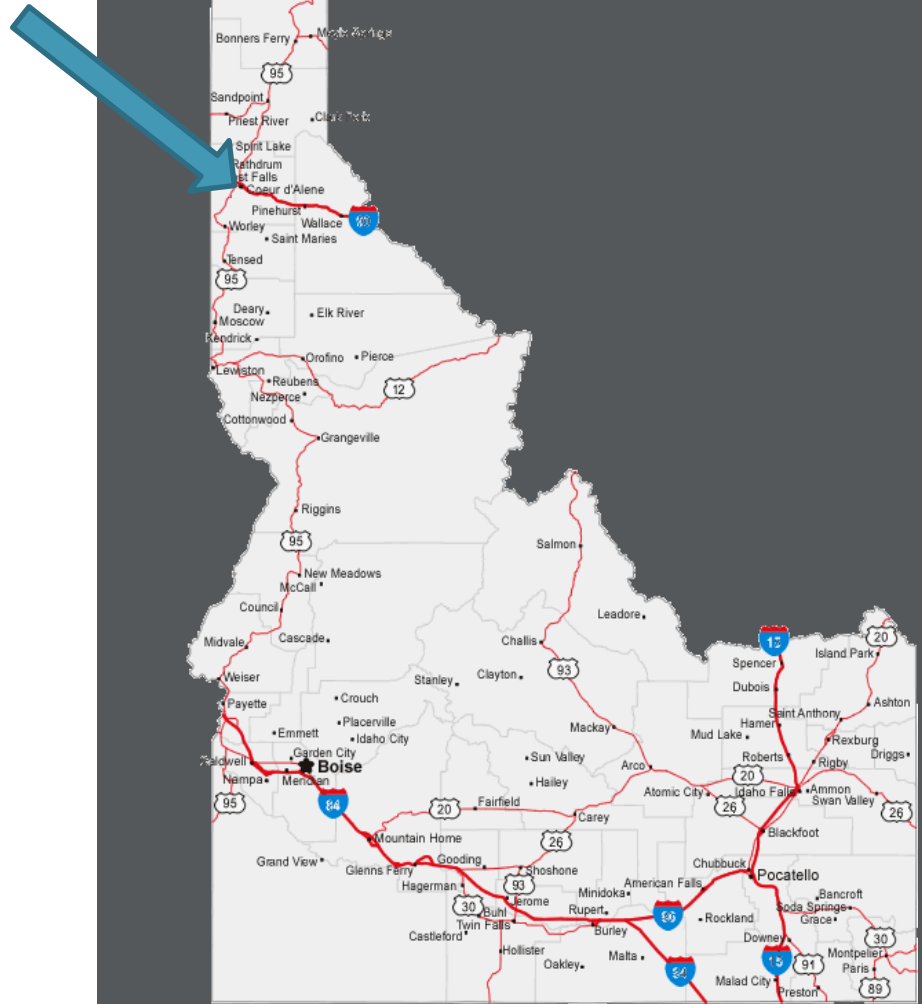 Bonners Ferry
95
Sandpoint
Priest River
Spirit Lake
Rathdrum
Falls
Coeur d'Alene
Pinehurst
Wallace
Worley
Saint Maries
Tensed
95
Deary
Elk River
Moscow
Kendrick
Orofino
Pierce
Lewiston
Reubens
12
Nezperce
Cottonwood
Grangeville
Riggins
95
Salmon
New Meadows
McCall
Council
Leadore
Midvale
Cascade
Challis
15
20
Island Park
Spencer
93
Weiser
Stanley
Clayton
Dubois
Payette
Crouch
Ashton
Saint Anthony
Placerville
Mackay
Hamer
Emmett
Idaho City
Mud Lake
Rexburg
Garden City
Sun Valley
Roberts
Driggs
Caldwell
Boise
Arco
Rigby
Nampa
Meridian
Hailey
20
Atomic City
Idaho Falls
Ammon
Swan Valley
95
84
20
Fairfield
26
26
Carey
Blackfoot
Mountain Home
26
Grand View
Gooding
Glenns Ferry
Shoshone
Chubbuck
Pocatello
Hagerman
93
American Falls
Minidoka
Bancroft
Jerome
30
Buhl
Rupert
86
Rockland
Soda Springs
Grace
Twin Falls
Burley
Castleford
Downey
30
Hollister
Malta
Montpelier
Oakley
84
15
91
Paris
Malad City
Preston
89